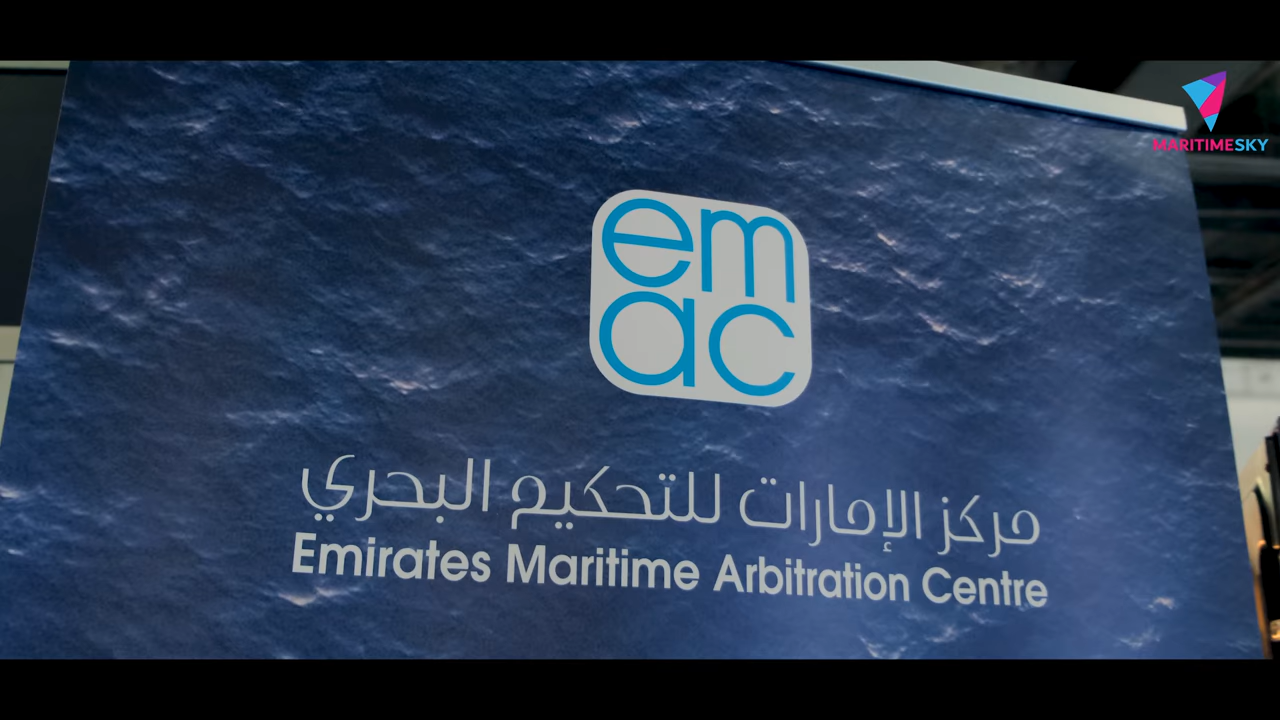 MARITIMESKY
em
ac
مركز الإمارات للتحكيم البحري
Emirates Maritime Arbitration Centre